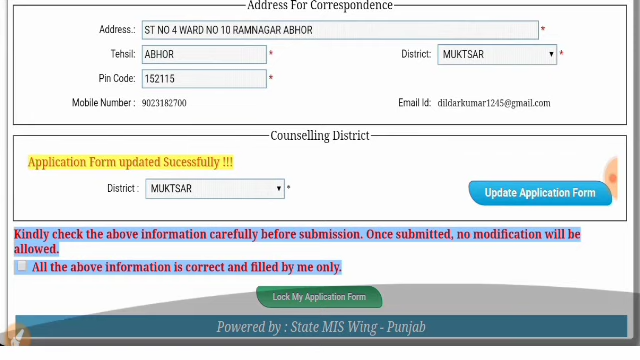 Address For Correspondence
Address.: ST NO 4 WARD NO 10 RAMNAGAR ABHOR *
Tehsil: ABHOR * District: MUKTSAR *
Pin Code: 152115 *
Mobile Number : 9023182700 Email Id: dildarkumar1245@gmail.com
Counselling District
Application Form updated Sucessfully !!!
District : MUKTSAR * Update Application Form
Kindly check the above information carefully before submission. Once submitted, no modification will be
allowed.
All the above information is correct and filled by me only.
Lock My Application Form
Powered by : State MIS Wing - Punjab